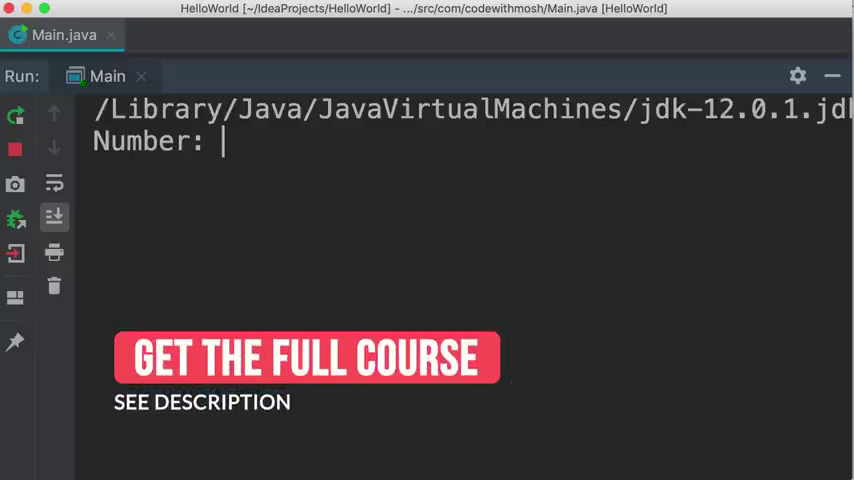 HelloWorld [~/IdeaProjects/HelloWorld] - .../src/com/codewithmosh/Main.java [HelloWorld]
Main.java
Run: Main
/Library/Java/JavaVirtualMachines/jdk-12.0.1.jd
Number:
GET THE FULL COURSE
SEE DESCRIPTION